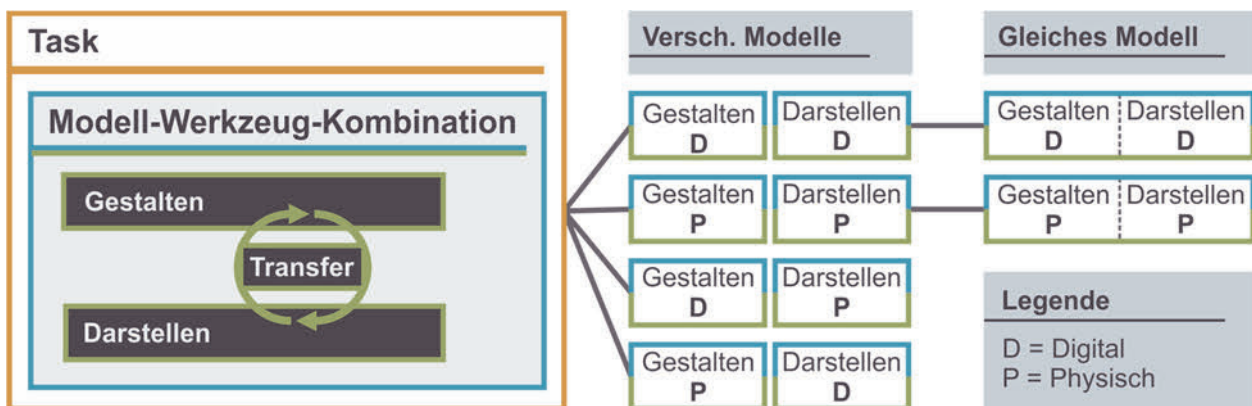 Task
Modell-Werkzeug-Kombination
Gestalten
Transfer
Darstellen
Versch. Modelle
Gestalten Darstellen
D D
Gestalten Darstellen
P P
Gestalten Darstellen
D P
Gestalten Darstellen
P D
Gleiches Modell
Gestalten Darstellen
D D
Gestalten Darstellen
P P
Legende
D = Digital
P = Physisch